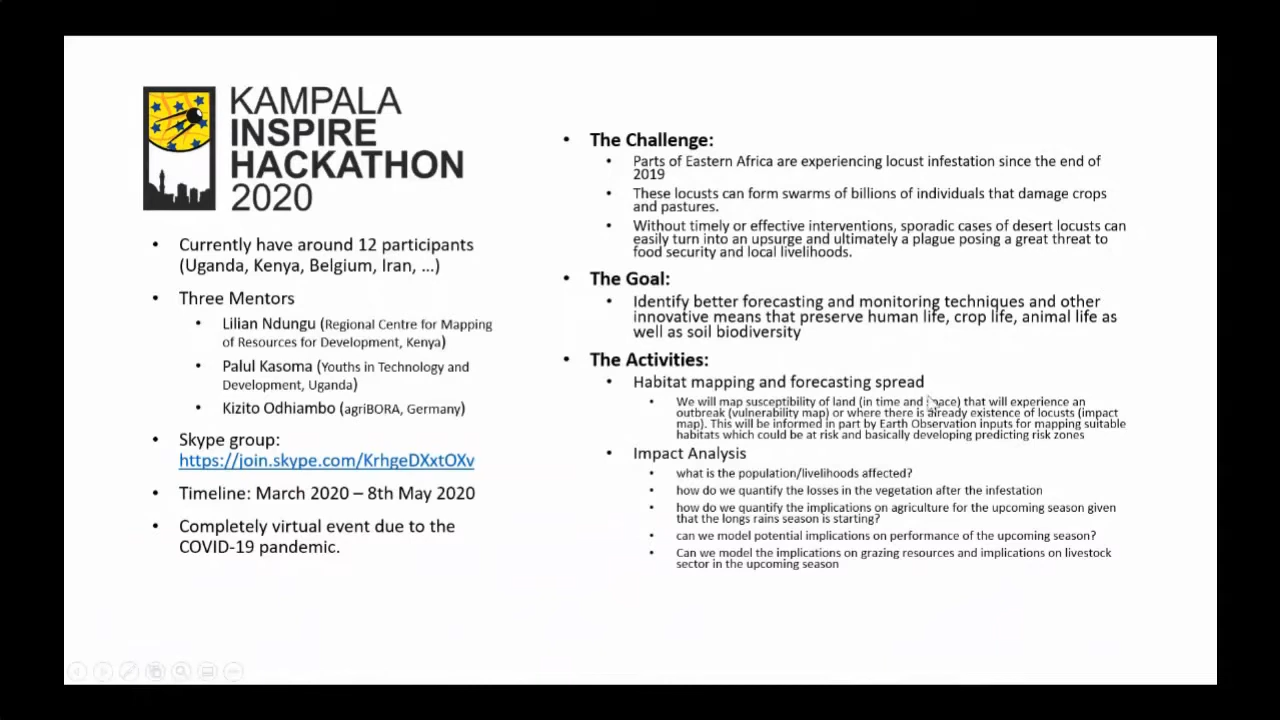 KAMPALA
INSPIRE
HACKATHON
2020
• Currently have around 12 participants
(Uganda, Kenya, Belgium, Iran, ...)
• Three Mentors
• Lilian Ndungu (Regional Centre for Mapping
of Resources for Development, Kenya)
• Palul Kasoma (Youths in Technology and
Development, Uganda)
• Kizito Odhiambo (agriBORA, Germany)
• Skype group:
https://join.skype.com/KrhgeDXxtOXv
• Timeline: March 2020 – 8th May 2020
• Completely virtual event due to the
COVID-19 pandemic.
• The Challenge:
• Parts of Eastern Africa are experiencing locust infestation since the end of
2019
• These locusts can form swarms of billions of individuals that damage crops
and pastures.
• Without timely or effective interventions, sporadic cases of desert locusts can
easily turn into an upsurge and ultimately a plague posing a great threat to
food security and local livelihoods.
• The Goal:
• Identify better forecasting and monitoring techniques and other
innovative means that preserve human life, crop life, animal life as
well as soil biodiversity
• The Activities:
• Habitat mapping and forecasting spread
• We will map susceptibility of land (in time and space) that will experience an
outbreak (vulnerability map) or where there is already existence of locusts (impact
map). This will be informed in part by Earth Observation inputs for mapping suitable
habitats which could be at risk and basically developing predicting risk zones
• Impact Analysis
• what is the population/livelihoods affected?
• how do we quantify the losses in the vegetation after the infestation
• how do we quantify the implications on agriculture for the upcoming season given
that the longs rains season is starting?
• can we model potential implications on performance of the upcoming season?
• Can we model the implications on grazing resources and implications on livestock
sector in the upcoming season